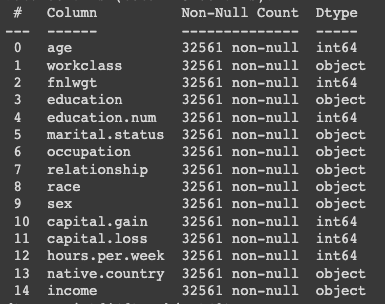 #   Column          Non-Null Count  Dtype
---  ------          --------------  -----
0   age             32561 non-null  int64
1   workclass       32561 non-null  object
2   fnlwgt          32561 non-null  int64
3   education       32561 non-null  object
4   education.num   32561 non-null  int64
5   marital.status  32561 non-null  object
6   occupation      32561 non-null  object
7   relationship    32561 non-null  object
8   race            32561 non-null  object
9   sex             32561 non-null  object
10  capital.gain    32561 non-null  int64
11  capital.loss    32561 non-null  int64
12  hours.per.week  32561 non-null  int64
13  native.country  32561 non-null  object
14  income          32561 non-null  object